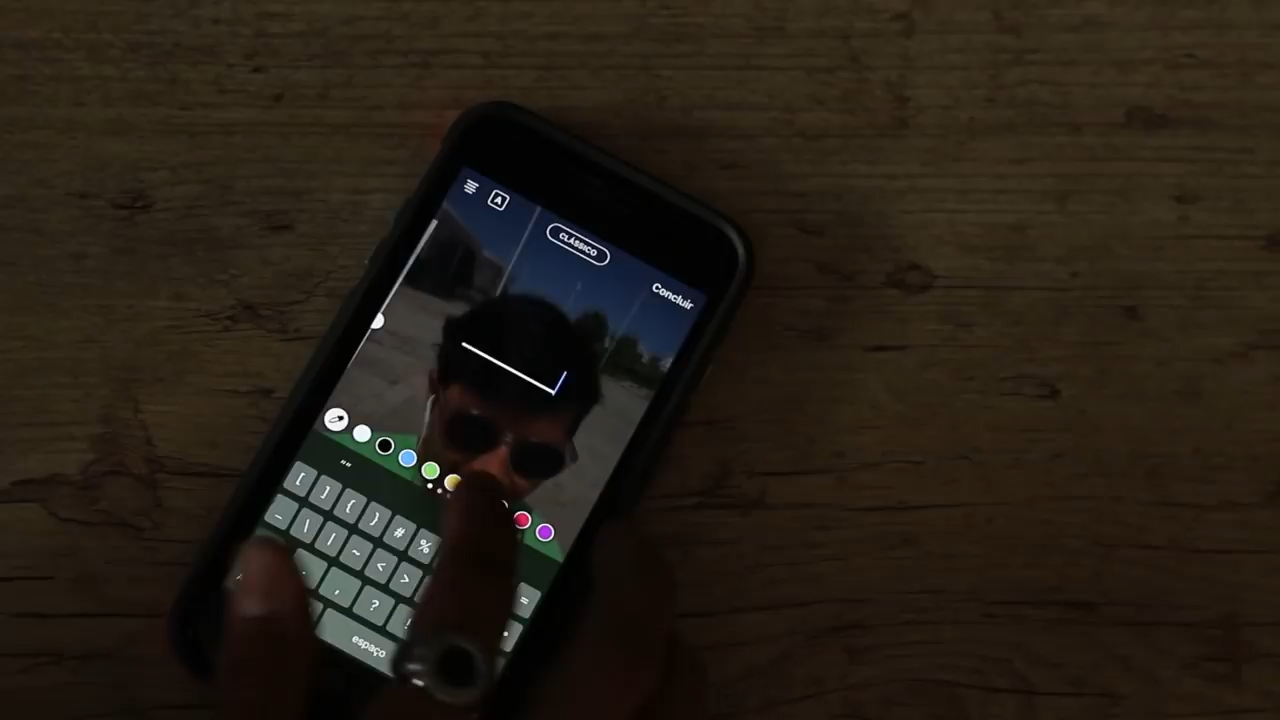 A
CLÁSSICO
Concluir
""
[ ] { } # %
_ \ | ~ < > =
. , ? !
espaço